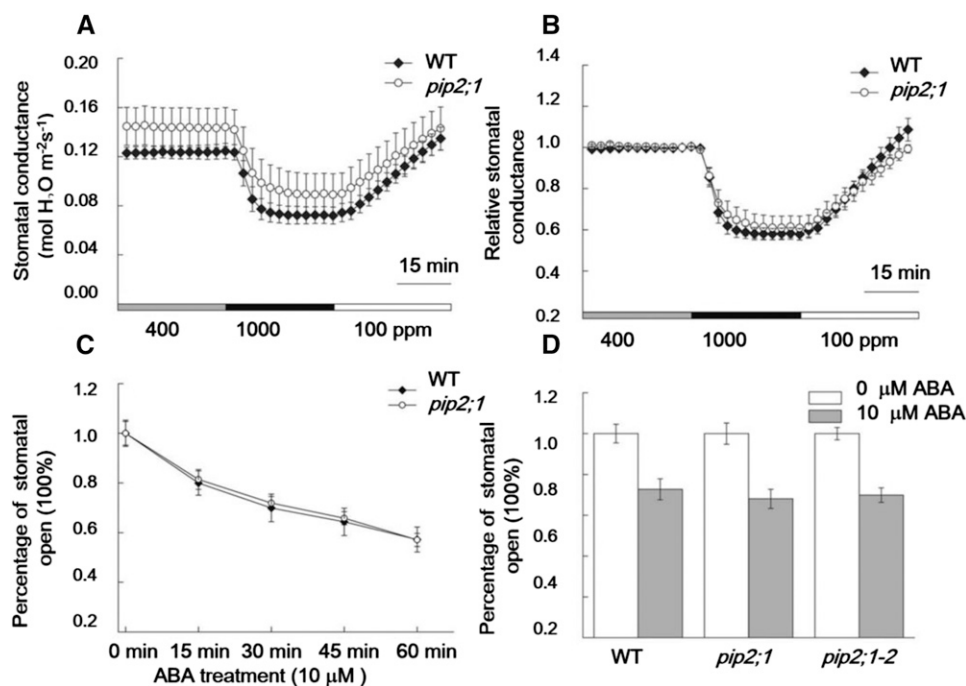 A
Stomatal conductance
(mol H2O m-2s-1)
0.20
0.16
0.12
0.08
0.04
0.00
WT
pip2;1
15 min
400 1000 100 ppm
B
Relative stomatal
conductance
1.4
1.2
1.0
0.8
0.6
0.4
0.2
WT
pip2;1
15 min
400 1000 100 ppm
C
Percentage of stomatal
open (100%)
1.2
1.0
0.8
0.6
0.4
0.2
WT
pip2;1
0 min 15 min 30 min 45 min 60 min
ABA treatment (10 μM )
D
Percentage of stomatal
open (100%)
1.2
1.0
0.8
0.6
0.4
0.2
0 μM ABA
10 μM ABA
WT pip2;1 pip2;1-2